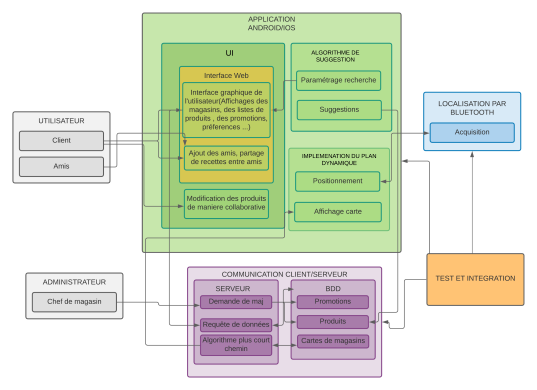 APPLICATION
ANDROID/IOS
UI
Interface Web
Interface graphique de
l'utilisateur(Affichages des
magasins, des listes de
produits , des promotions,
préferences ...)
Ajout des amis, partage
de recettes entre amis
Modification des produits
de maniere collaborative
ALGORITHME DE
SUGGESTION
Paramétrage recherche
Suggestions
IMPLEMENATION DU PLAN
DYNAMIQUE
Positionnement
Affichage carte
UTILISATEUR
Client
Amis
LOCALISATION PAR
BLUETOOTH
Acquisition
ADMINISTRATEUR
Chef de magasin
COMMUNICATION CLIENT/SERVEUR
SERVEUR
Demande de maj
Requête de données
Algorithme plus court
chemin
BDD
Promotions
Produits
Cartes de magasins
TEST ET INTEGRATION